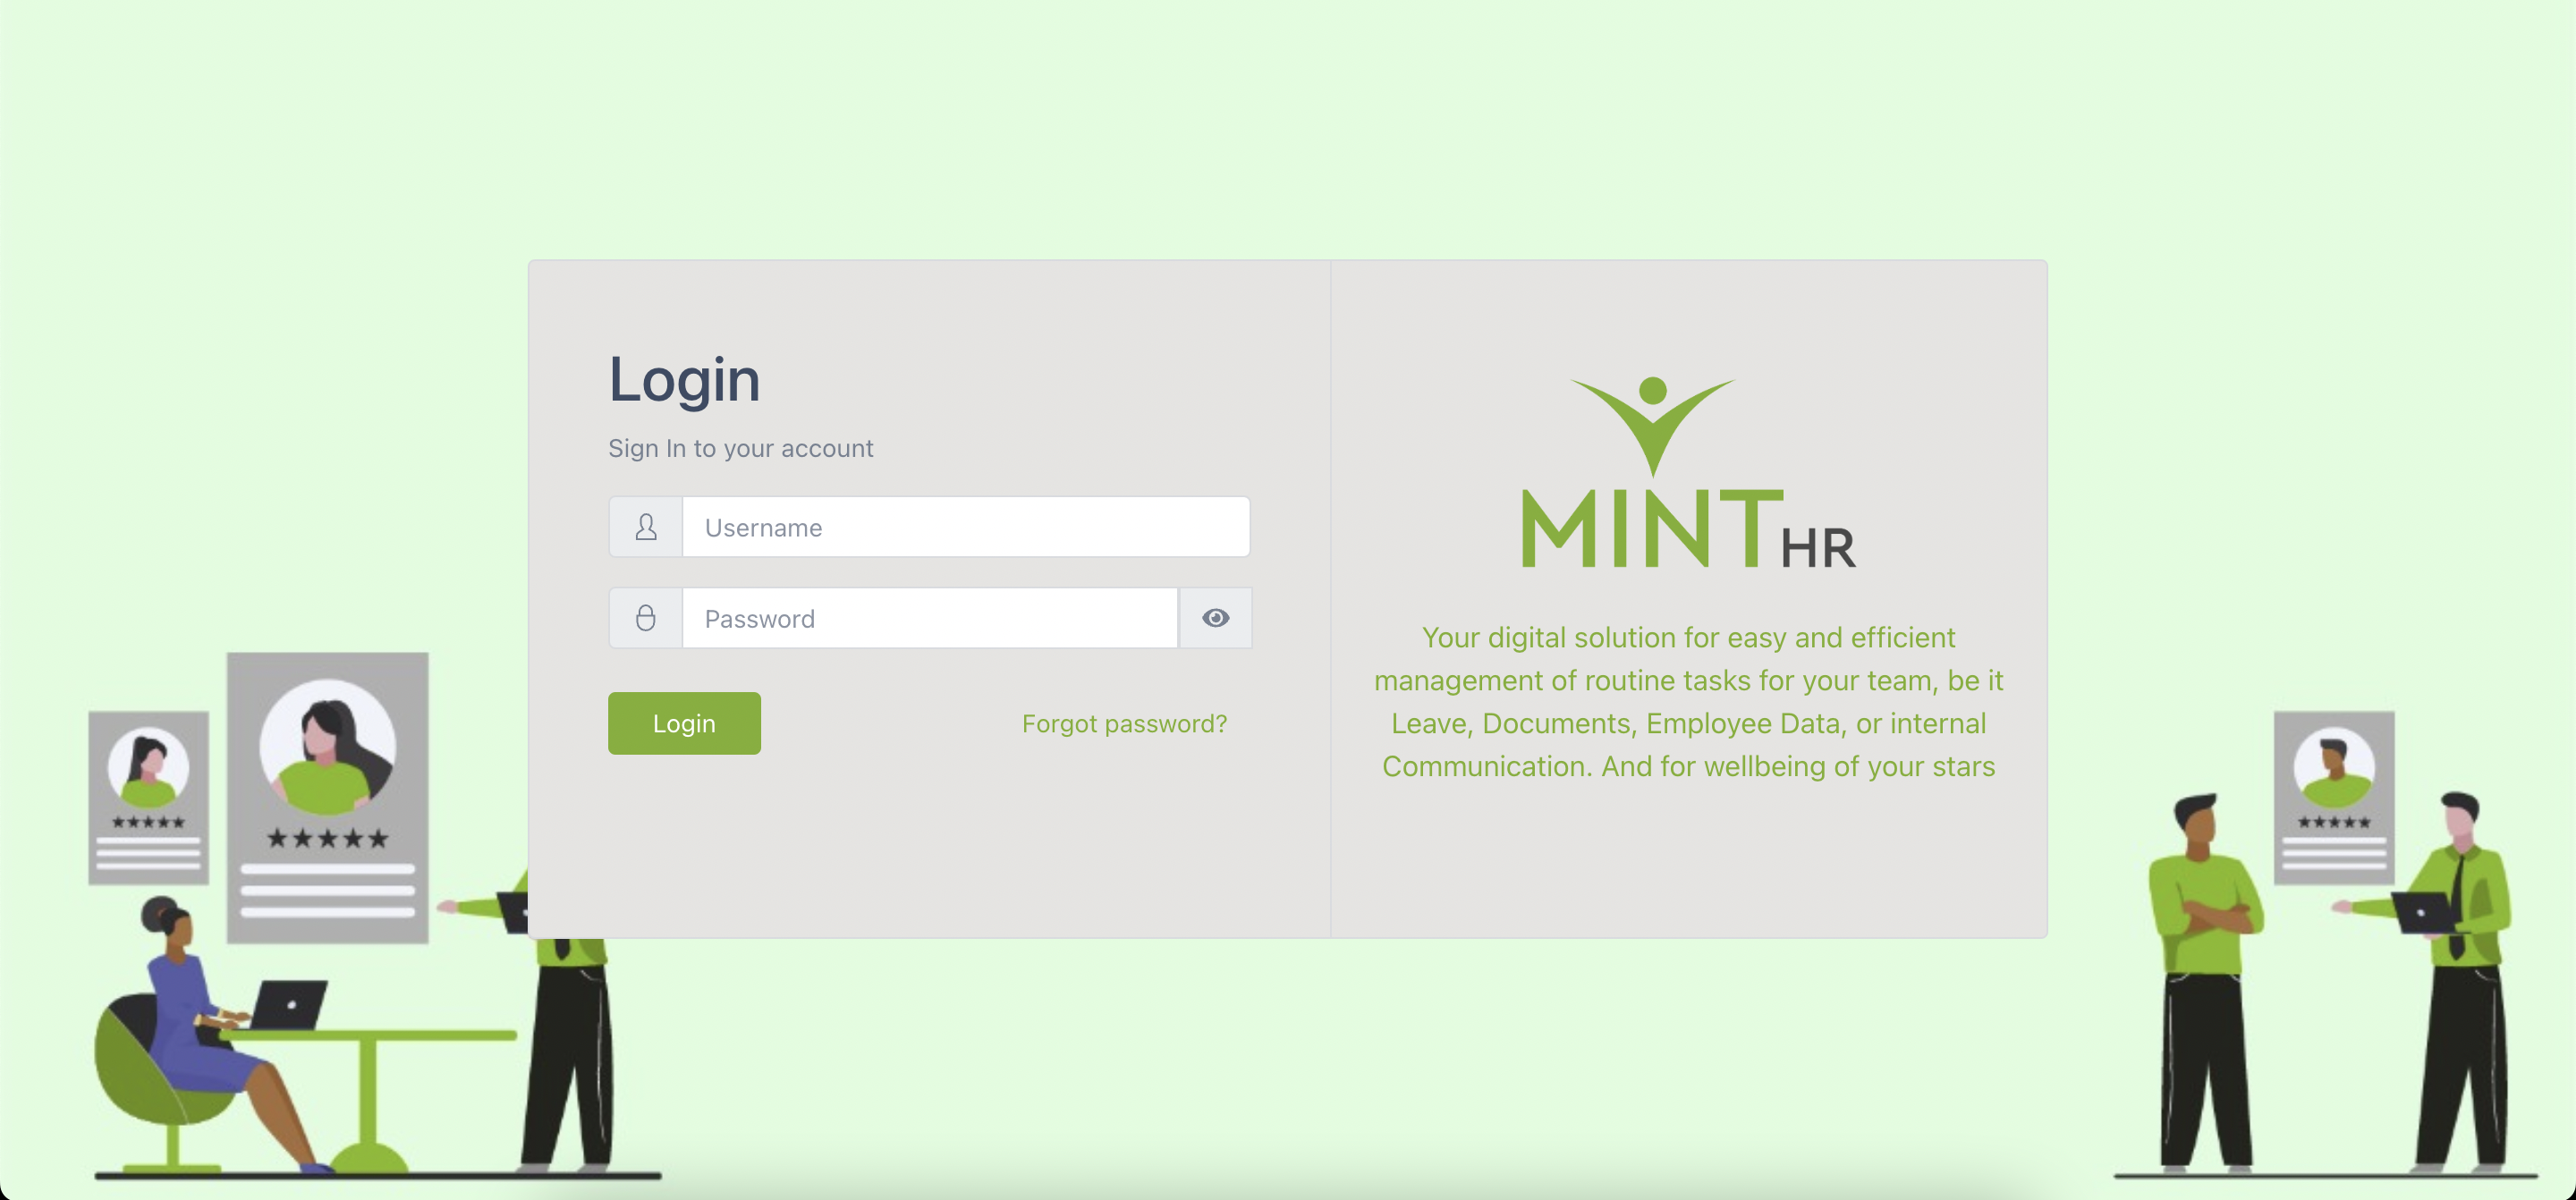 Login
Sign In to your account
Username
Password
Login
Forgot password?
MINTHR
Your digital solution for easy and efficient
management of routine tasks for your team, be it
Leave, Documents, Employee Data, or internal
Communication. And for wellbeing of your stars